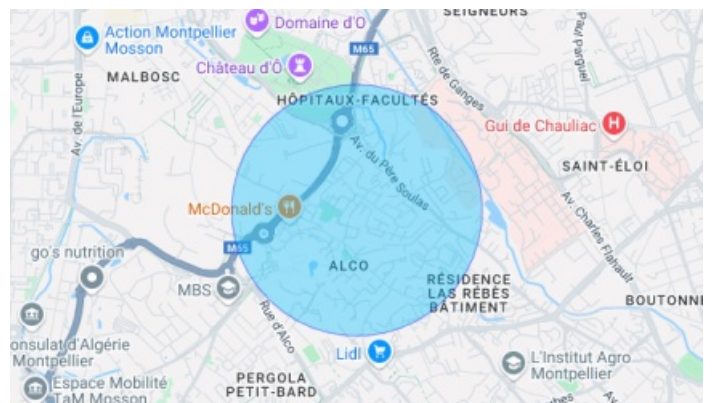 SEIGNEURS
Domaine d'O
Action Montpellier
Mosson
M65
Paul Parguel
MALBOSC
Château d'Ô
Rte de Ganges
Av. de l'Europe
HÔPITAUX-FACULTÉS
Gui de Chauliac
Av. du Père Soulas
SAINT-ÉLOI
McDonald's
Av. Charles Flahault
M65
go's nutrition
ALCO
MBS
RÉSIDENCE
LAS RÉBÈS
BÂTIMENT
BOUTONNE
Rue d'Alco
onsulat d'Algérie
Montpellier
Lidl
L'Institut Agro
Montpellier
PERGOLA
PETIT-BARD
Espace Mobilité
TaM Mosson
Av.